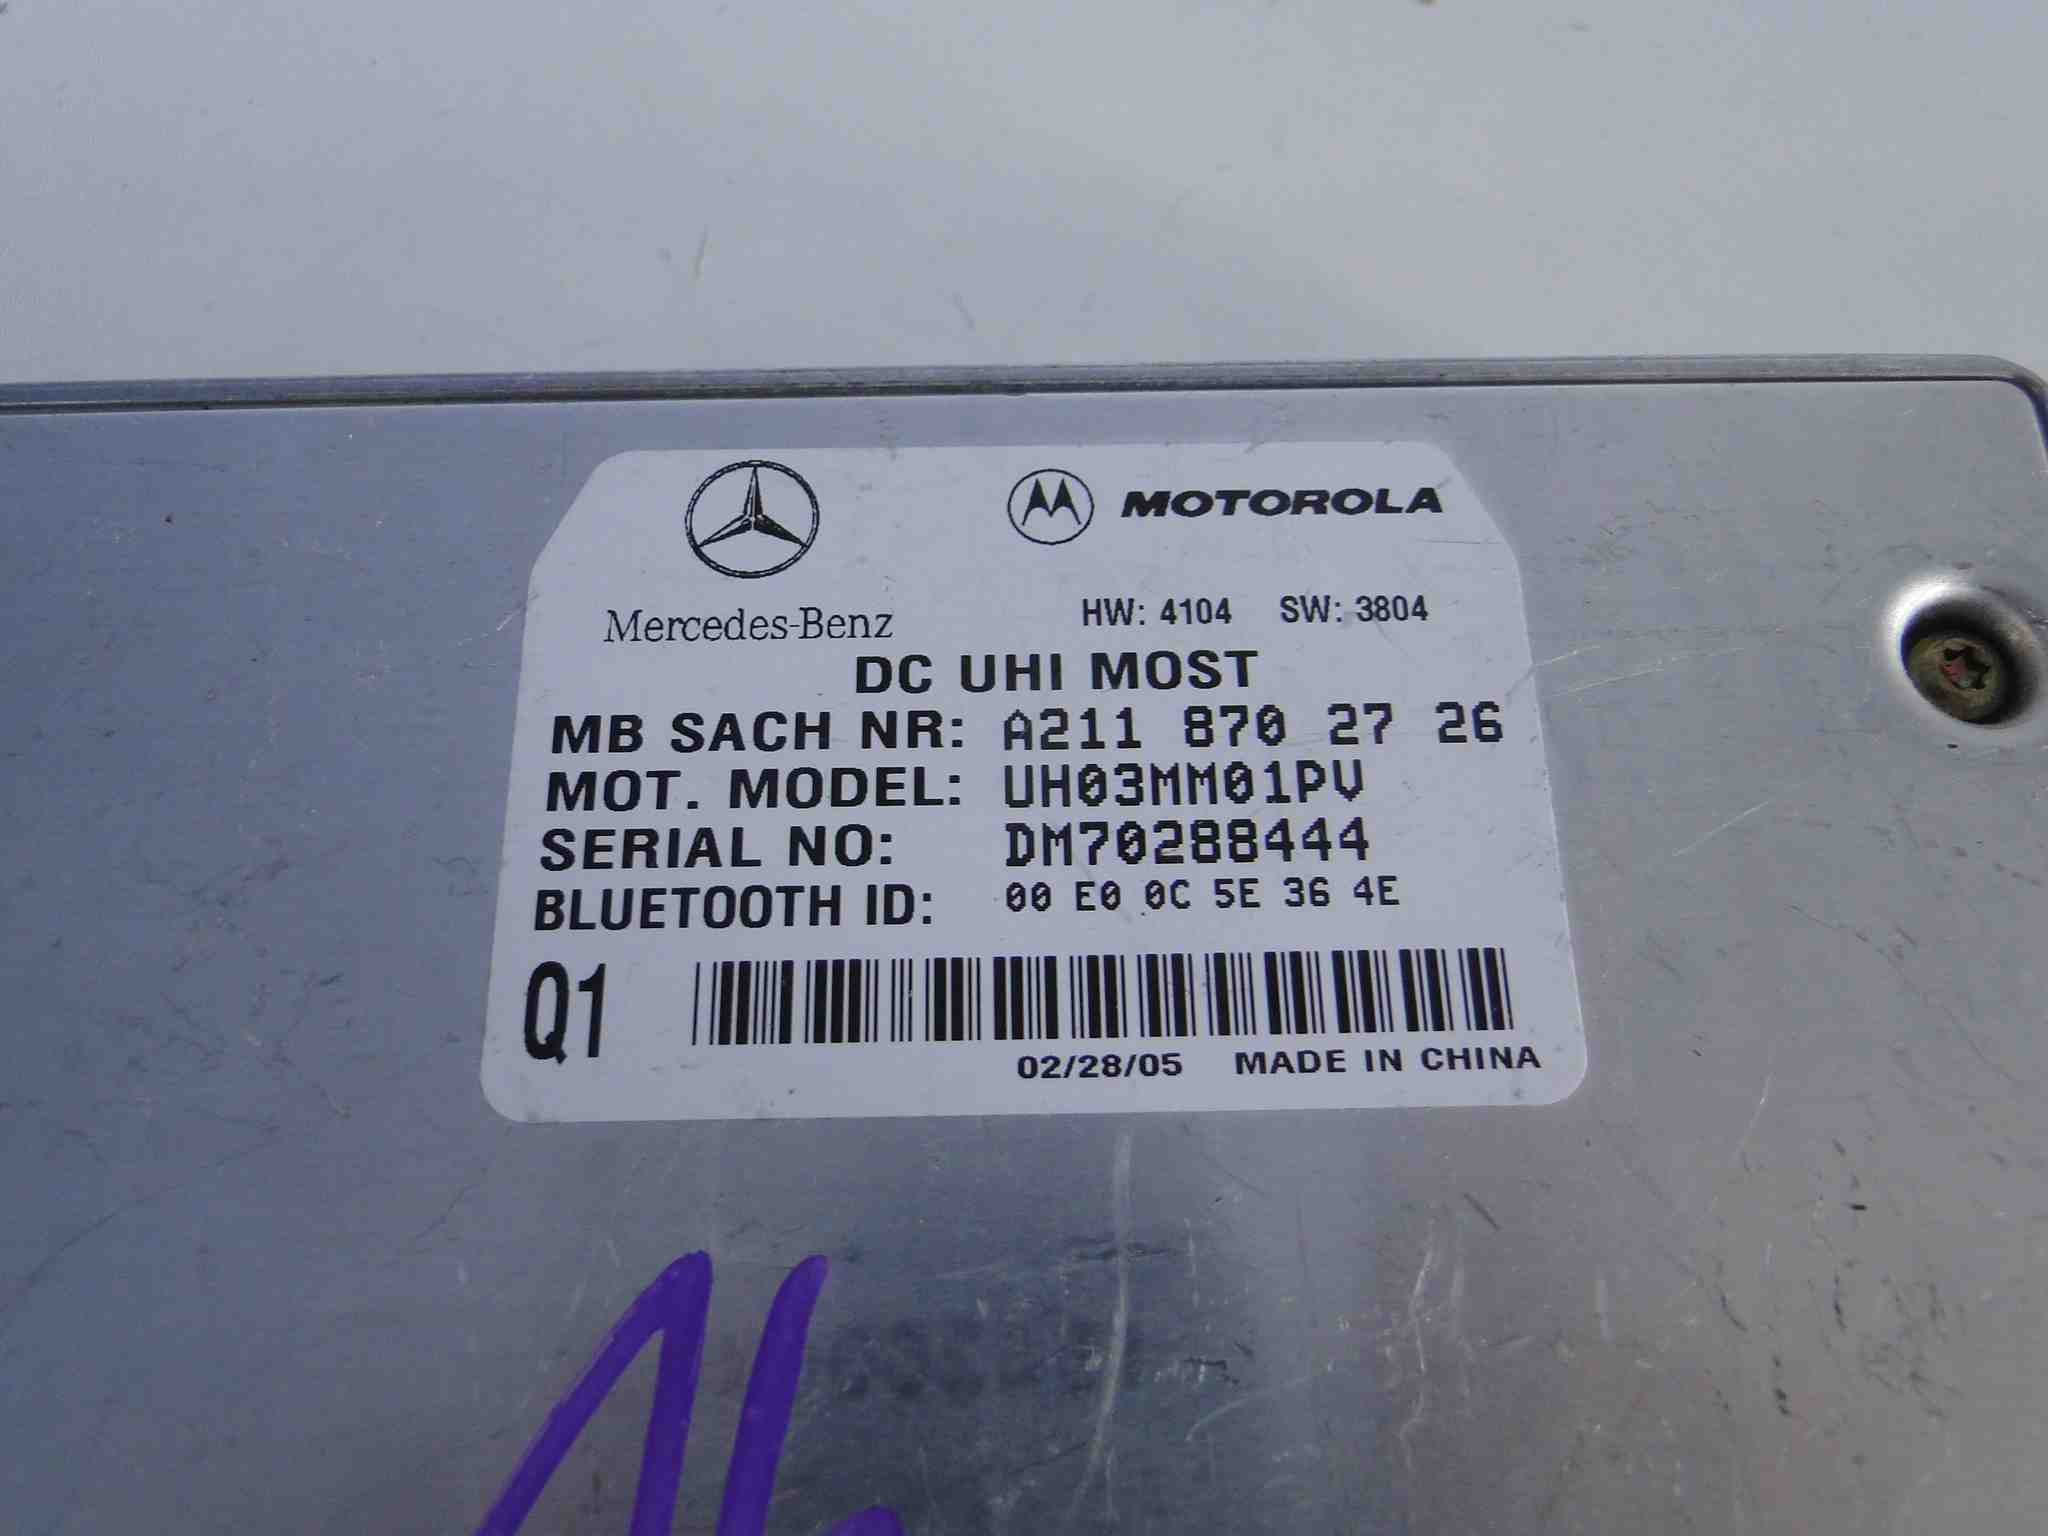 MOTOROLA
Mercedes-Benz
HW: 4104 SW: 3804
DC UHI MOST
MB SACH NR: A211 870 27 26
MOT. MODEL: UH03MM01PV
SERIAL NO: DM70288444
BLUETOOTH ID: 00 E0 0C 5E 36 4E
Q1
02/28/05 MADE IN CHINA